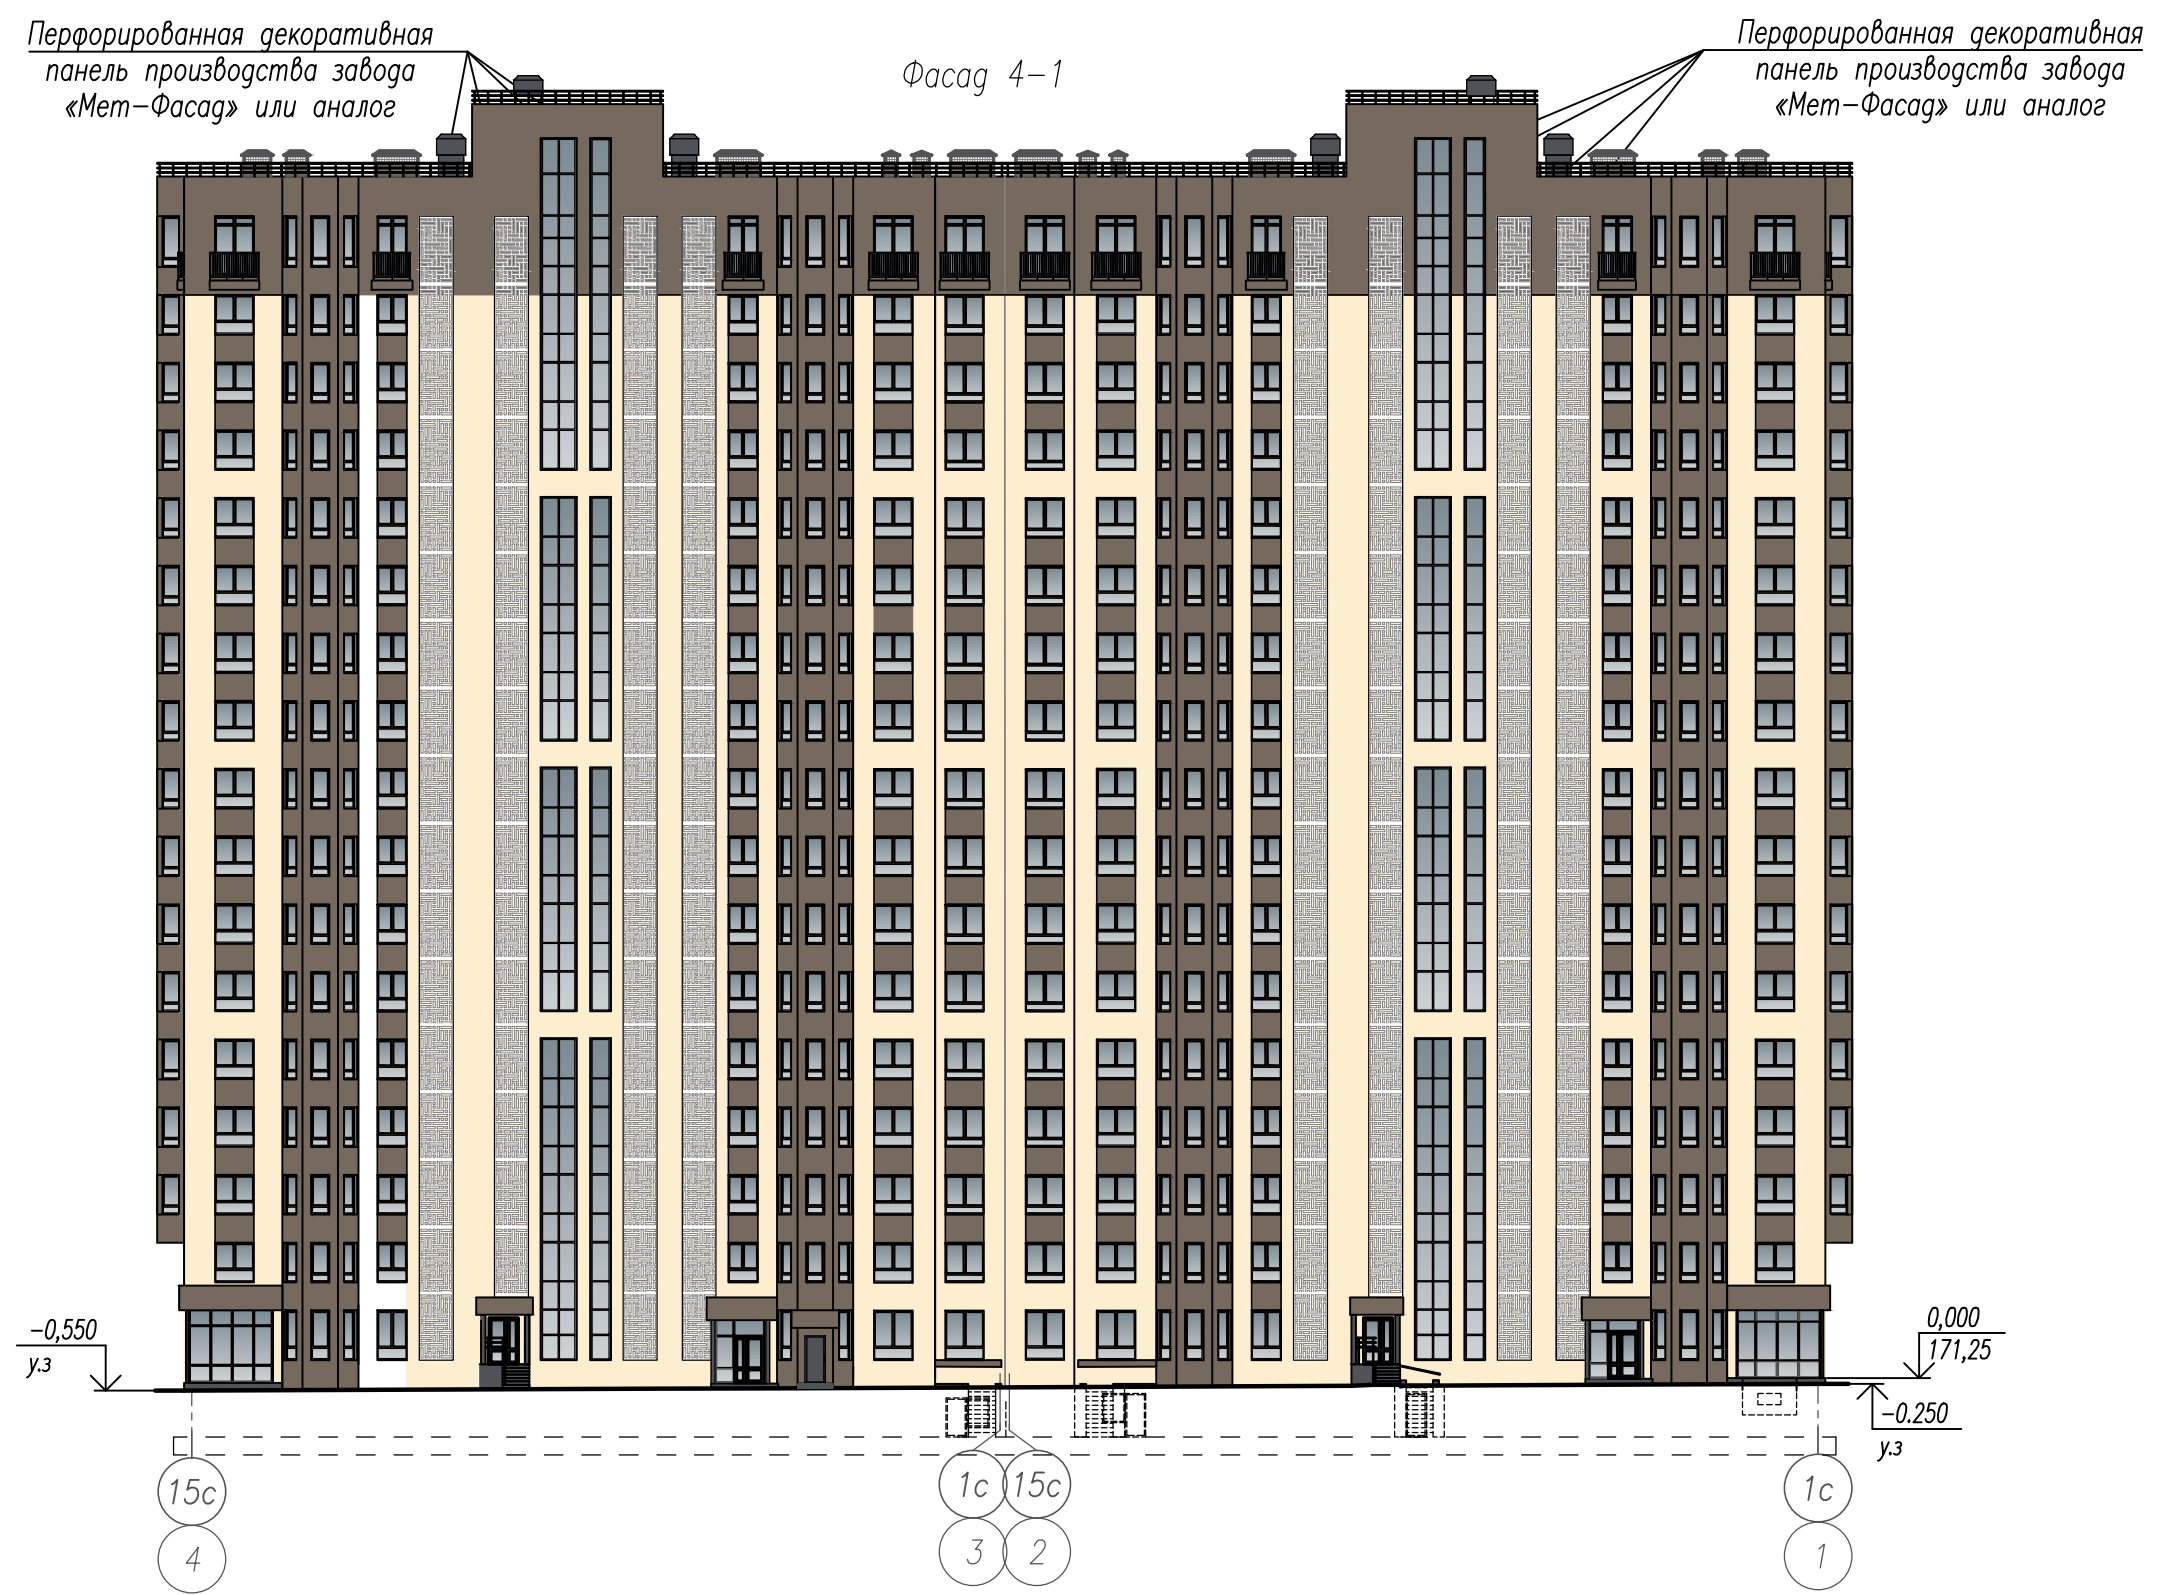 Перфорированная декоративная
панель производства завода
«Мет-Фасад» или аналог
Фасад 4-1
Перфорированная декоративная
панель производства завода
«Мет-Фасад» или аналог
-0,550
у.з
0,000
171,25
-0.250
у.з
15с
1с
15с
1с
4
3
2
1